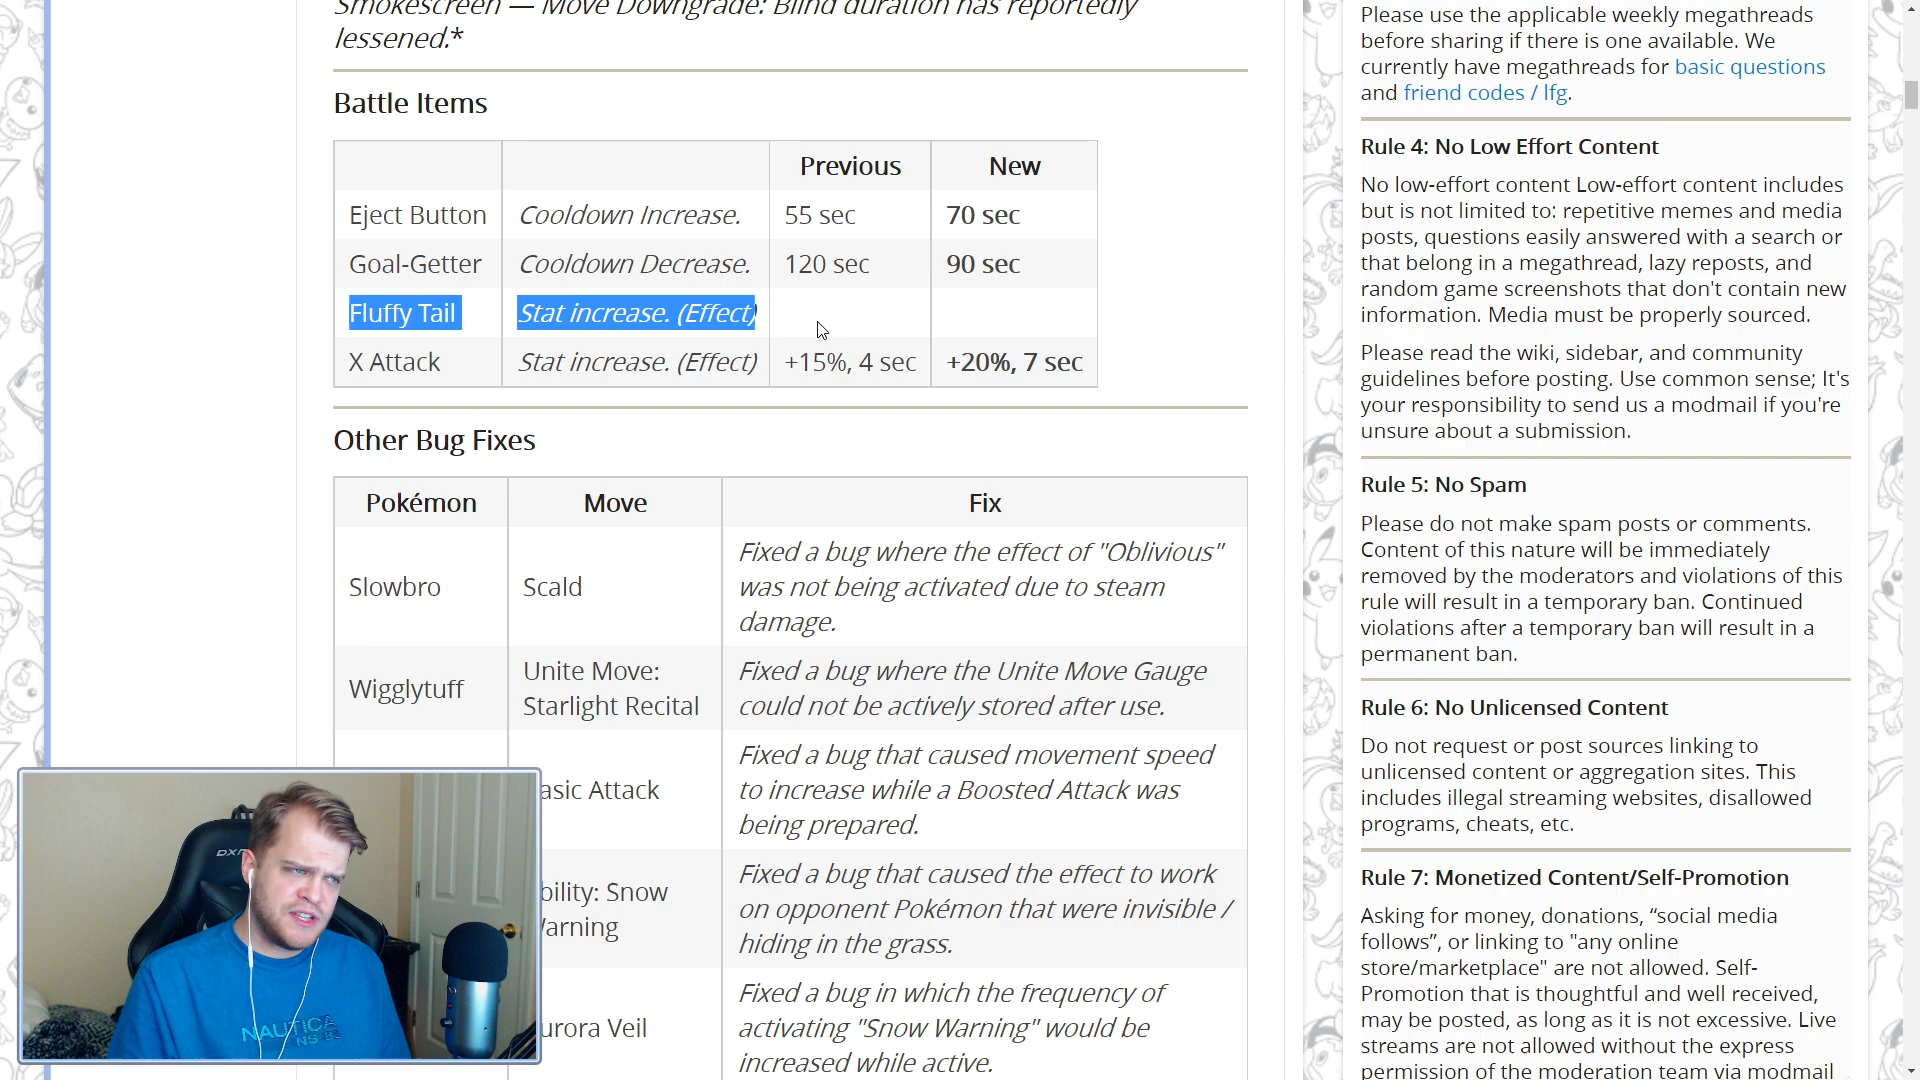 Smokescreen — Move Downgrade: Blind duration has reportedly
lessened.*
Battle Items
Previous New
Eject Button Cooldown Increase. 55 sec 70 sec
Goal-Getter Cooldown Decrease. 120 sec 90 sec
Fluffy Tail Stat increase. (Effect)
X Attack Stat increase. (Effect) +15%, 4 sec +20%, 7 sec
Other Bug Fixes
Pokémon Move Fix
Slowbro Scald
Fixed a bug where the effect of "Oblivious"
was not being activated due to steam
damage.
Wigglytuff
Unite Move:
Starlight Recital
Fixed a bug where the Unite Move Gauge
could not be actively stored after use.
asic Attack
Fixed a bug that caused movement speed
to increase while a Boosted Attack was
being prepared.
bility: Snow
arning
Fixed a bug that caused the effect to work
on opponent Pokémon that were invisible /
hiding in the grass.
urora Veil
Fixed a bug in which the frequency of
activating "Snow Warning" would be
increased while active.
Please use the applicable weekly megathreads
before sharing if there is one available. We
currently have megathreads for basic questions
and friend codes / lfg.
Rule 4: No Low Effort Content
No low-effort content Low-effort content includes
but is not limited to: repetitive memes and media
posts, questions easily answered with a search or
that belong in a megathread, lazy reposts, and
random game screenshots that don't contain new
information. Media must be properly sourced.
Please read the wiki, sidebar, and community
guidelines before posting. Use common sense; It's
your responsibility to send us a modmail if you're
unsure about a submission.
Rule 5: No Spam
Please do not make spam posts or comments.
Content of this nature will be immediately
removed by the moderators and violations of this
rule will result in a temporary ban. Continued
violations after a temporary ban will result in a
permanent ban.
Rule 6: No Unlicensed Content
Do not request or post sources linking to
unlicensed content or aggregation sites. This
includes illegal streaming websites, disallowed
programs, cheats, etc.
Rule 7: Monetized Content/Self-Promotion
Asking for money, donations, “social media
follows”, or linking to "any online
store/marketplace" are not allowed. Self-
Promotion that is thoughtful and well received,
may be posted, as long as it is not excessive. Live
streams are not allowed without the express
permission of the moderation team via modmail
DXR
NAUTICA